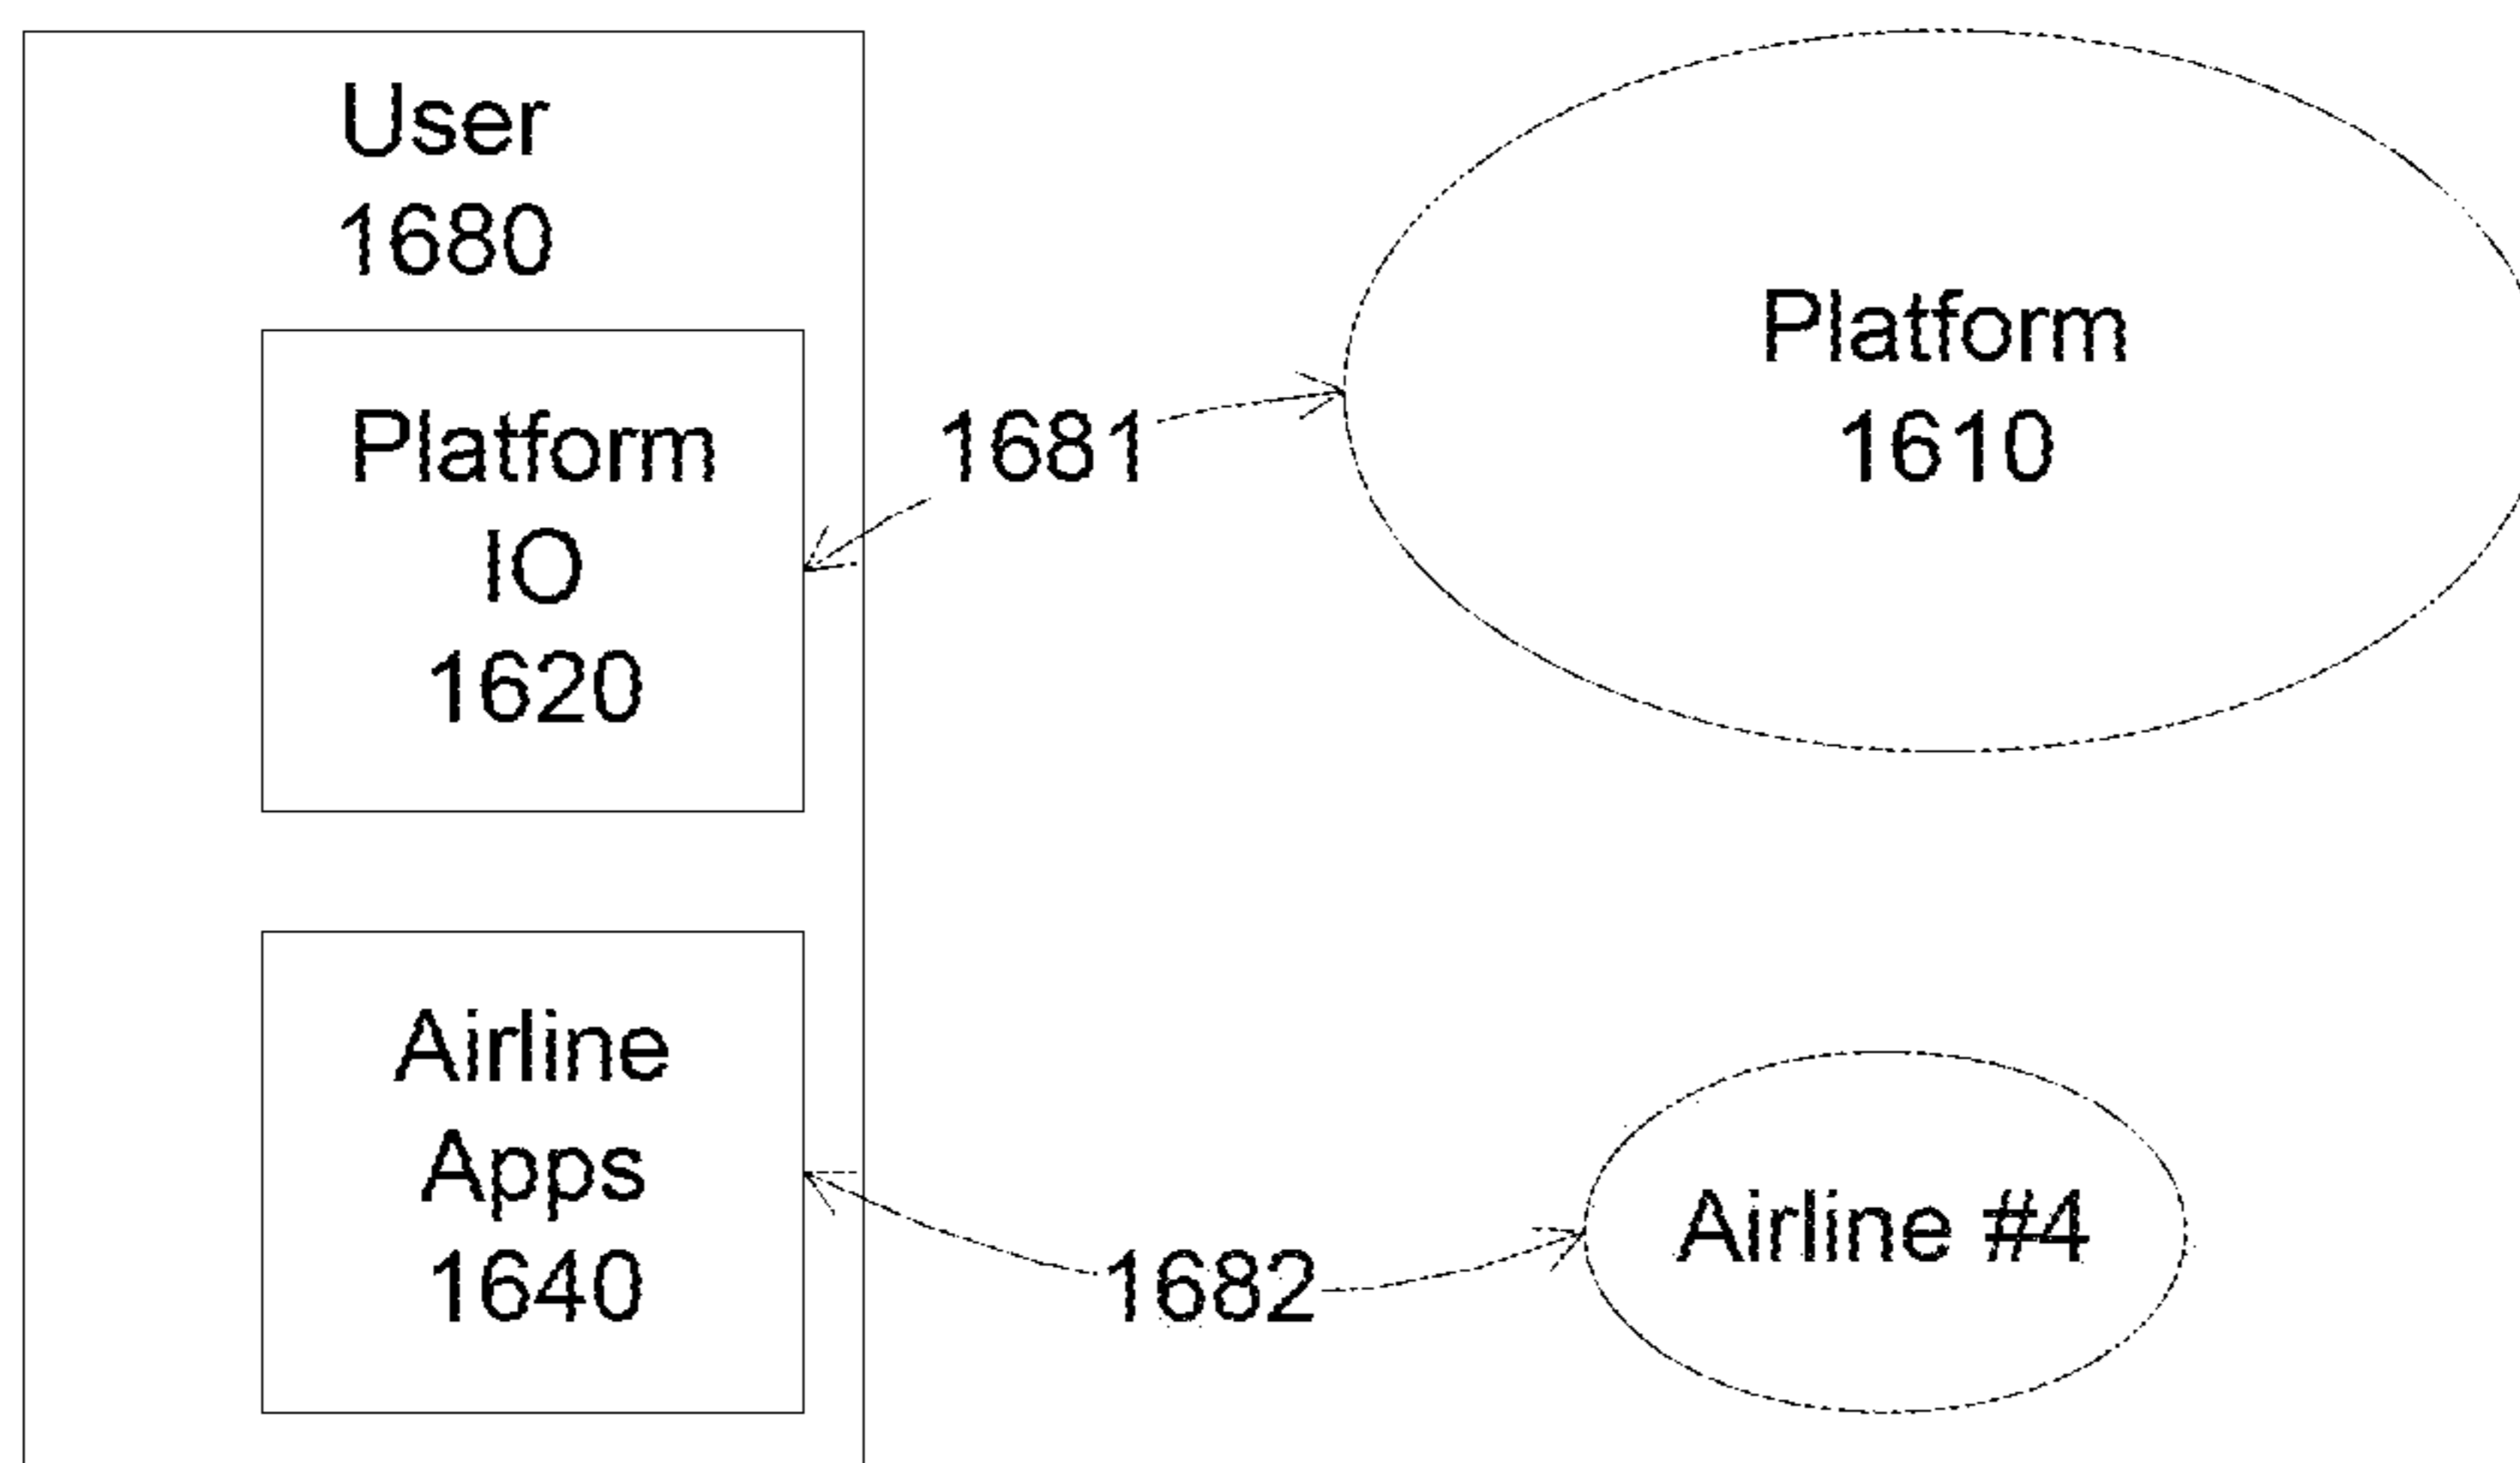 User
1680
Platform
IO
1620
1681
Platform
1610
Airline
Apps
1640
1682
Airline #4